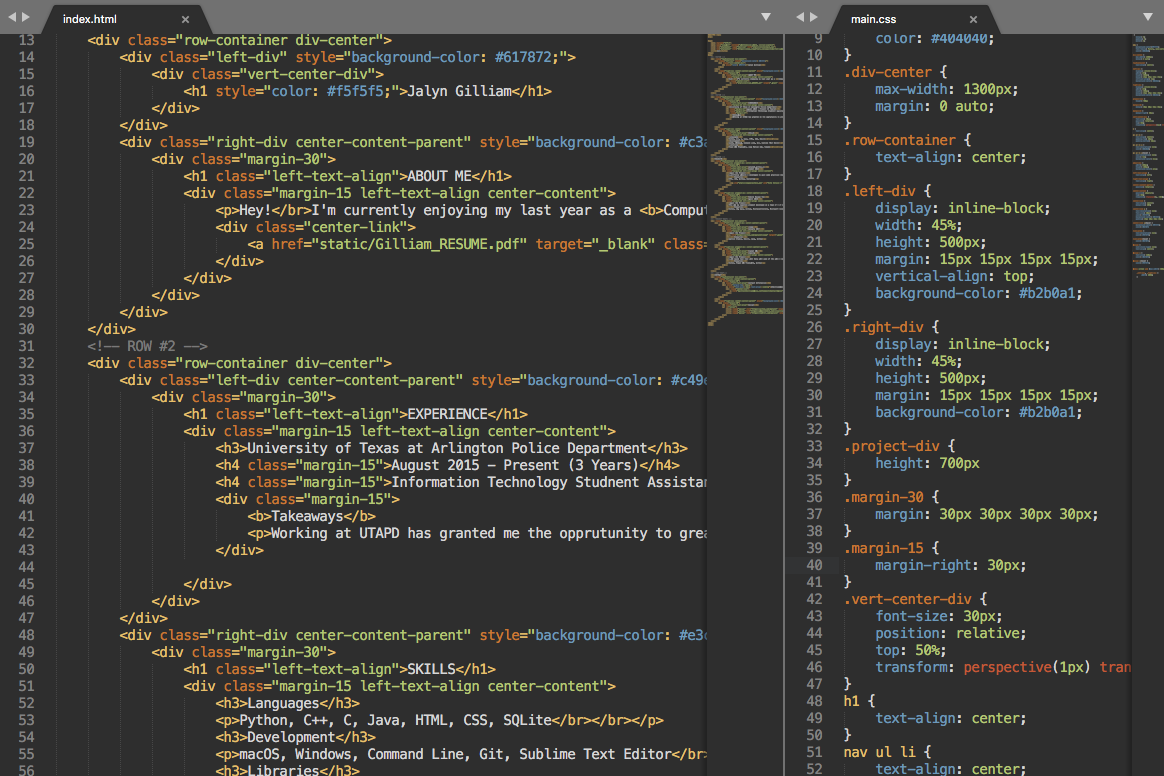 index.html
13 <div class="row-container div-center">
14 <div class="left-div" style="background-color: #617872;">
15 <div class="vert-center-div">
16 <h1 style="color: #f5f5f5;">Jalyn Gilliam</h1>
17 </div>
18 </div>
19 <div class="right-div center-content-parent" style="background-color: #c3a
20 <div class="margin-30">
21 <h1 class="left-text-align">ABOUT ME</h1>
22 <div class="margin-15 left-text-align center-content">
23 <p>Hey!</br>I'm currently enjoying my last year as a <b>Comput
24 <div class="center-link">
25 <a href="static/Gilliam_RESUME.pdf" target="_blank" class=
26 </div>
27 </div>
28 </div>
29 </div>
30 </div>
31 <!-- ROW #2 -->
32 <div class="row-container div-center">
33 <div class="left-div center-content-parent" style="background-color: #c49e
34 <div class="margin-30">
35 <h1 class="left-text-align">EXPERIENCE</h1>
36 <div class="margin-15 left-text-align center-content">
37 <h3>University of Texas at Arlington Police Department</h3>
38 <h4 class="margin-15">August 2015 – Present (3 Years)</h4>
39 <h4 class="margin-15">Information Technology Studnent Assistan
40 <div class="margin-15">
41 <b>Takeaways</b>
42 <p>Working at UTAPD has granted me the opprutunity to grea
43 </div>
44
45 </div>
46 </div>
47 </div>
48 <div class="right-div center-content-parent" style="background-color: #e3c
49 <div class="margin-30">
50 <h1 class="left-text-align">SKILLS</h1>
51 <div class="margin-15 left-text-align center-content">
52 <h3>Languages</h3>
53 <p>Python, C++, C, Java, HTML, CSS, SQLite</br></br></p>
54 <h3>Development</h3>
55 <p>macOS, Windows, Command Line, Git, Sublime Text Editor</br>
56 <h3>Libraries</h3>
main.css
9 color: #404040;
10 }
11 .div-center {
12 max-width: 1300px;
13 margin: 0 auto;
14 }
15 .row-container {
16 text-align: center;
17 }
18 .left-div {
19 display: inline-block;
20 width: 45%;
21 height: 500px;
22 margin: 15px 15px 15px 15px;
23 vertical-align: top;
24 background-color: #b2b0a1;
25 }
26 .right-div {
27 display: inline-block;
28 width: 45%;
29 height: 500px;
30 margin: 15px 15px 15px 15px;
31 background-color: #b2b0a1;
32 }
33 .project-div {
34 height: 700px
35 }
36 .margin-30 {
37 margin: 30px 30px 30px 30px;
38 }
39 .margin-15 {
40 margin-right: 30px;
41 }
42 .vert-center-div {
43 font-size: 30px;
44 position: relative;
45 top: 50%;
46 transform: perspective(1px) tran
47 }
48 h1 {
49 text-align: center;
50 }
51 nav ul li {
52 text-align: center;